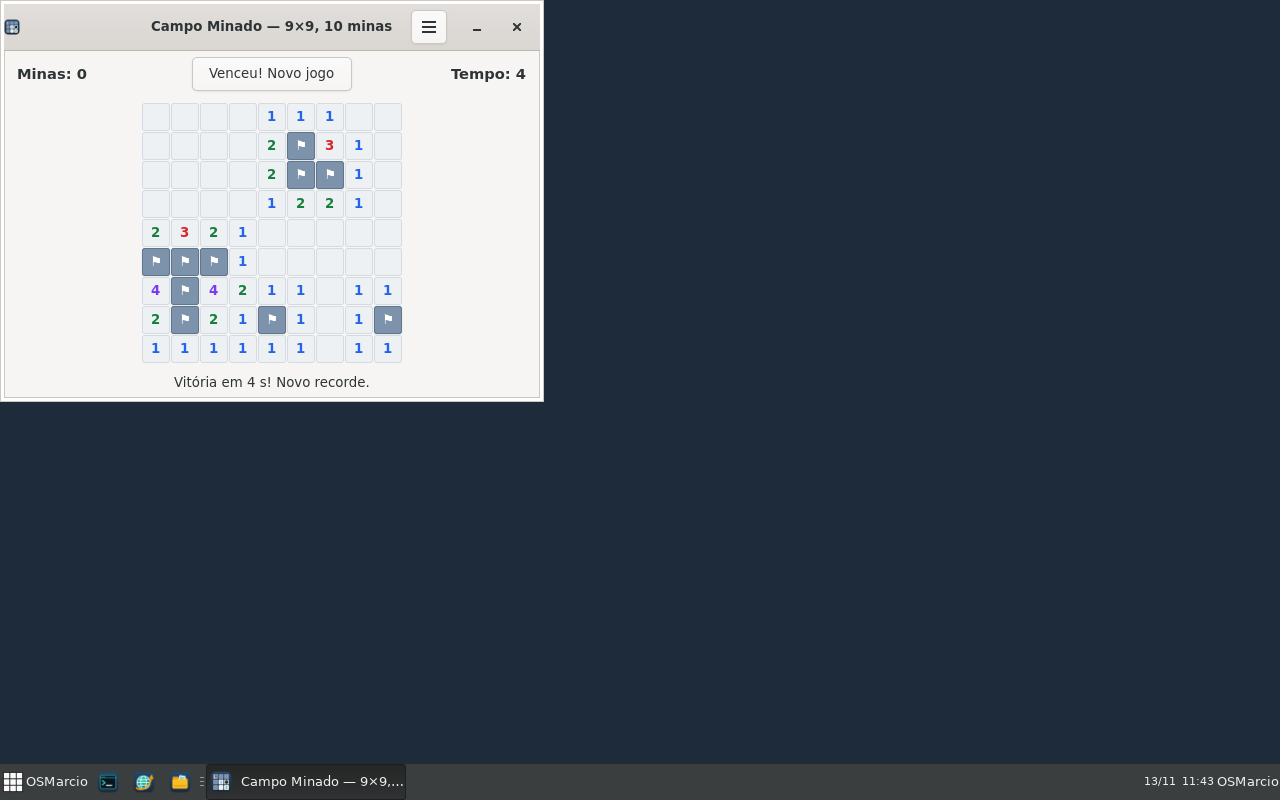 Campo Minado — 9×9, 10 minas
Minas: 0
Venceu! Novo jogo
Tempo: 4
1 1 1
2 ⚑ 3 1
2 ⚑ ⚑ 1
1 2 2 1
2 3 2 1
⚑ ⚑ ⚑ 1
4 ⚑ 4 2 1 1 1 1
2 ⚑ 2 1 ⚑ 1 1 ⚑
1 1 1 1 1 1 1 1
Vitória em 4 s! Novo recorde.
OSMarcio
Campo Minado — 9×9,...
13/11 11:43 OSMarcio